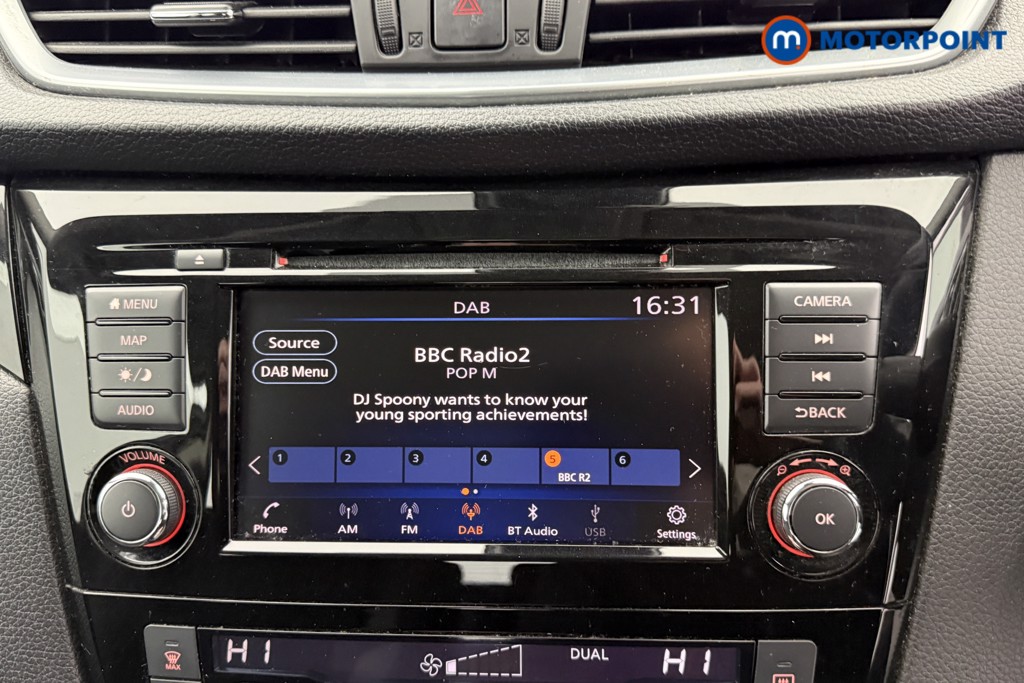 m MOTORPOINT
DAB
16:31
MENU
CAMERA
MAP
Source
BBC Radio2
POP M
DAB Menu
DJ Spoony wants to know your
young sporting achievements!
AUDIO
BACK
VOLUME
1 2 3 4 5 6
BBC R2
OK
Phone AM FM DAB BT Audio USB Settings
MAX
HI
DUAL
HI